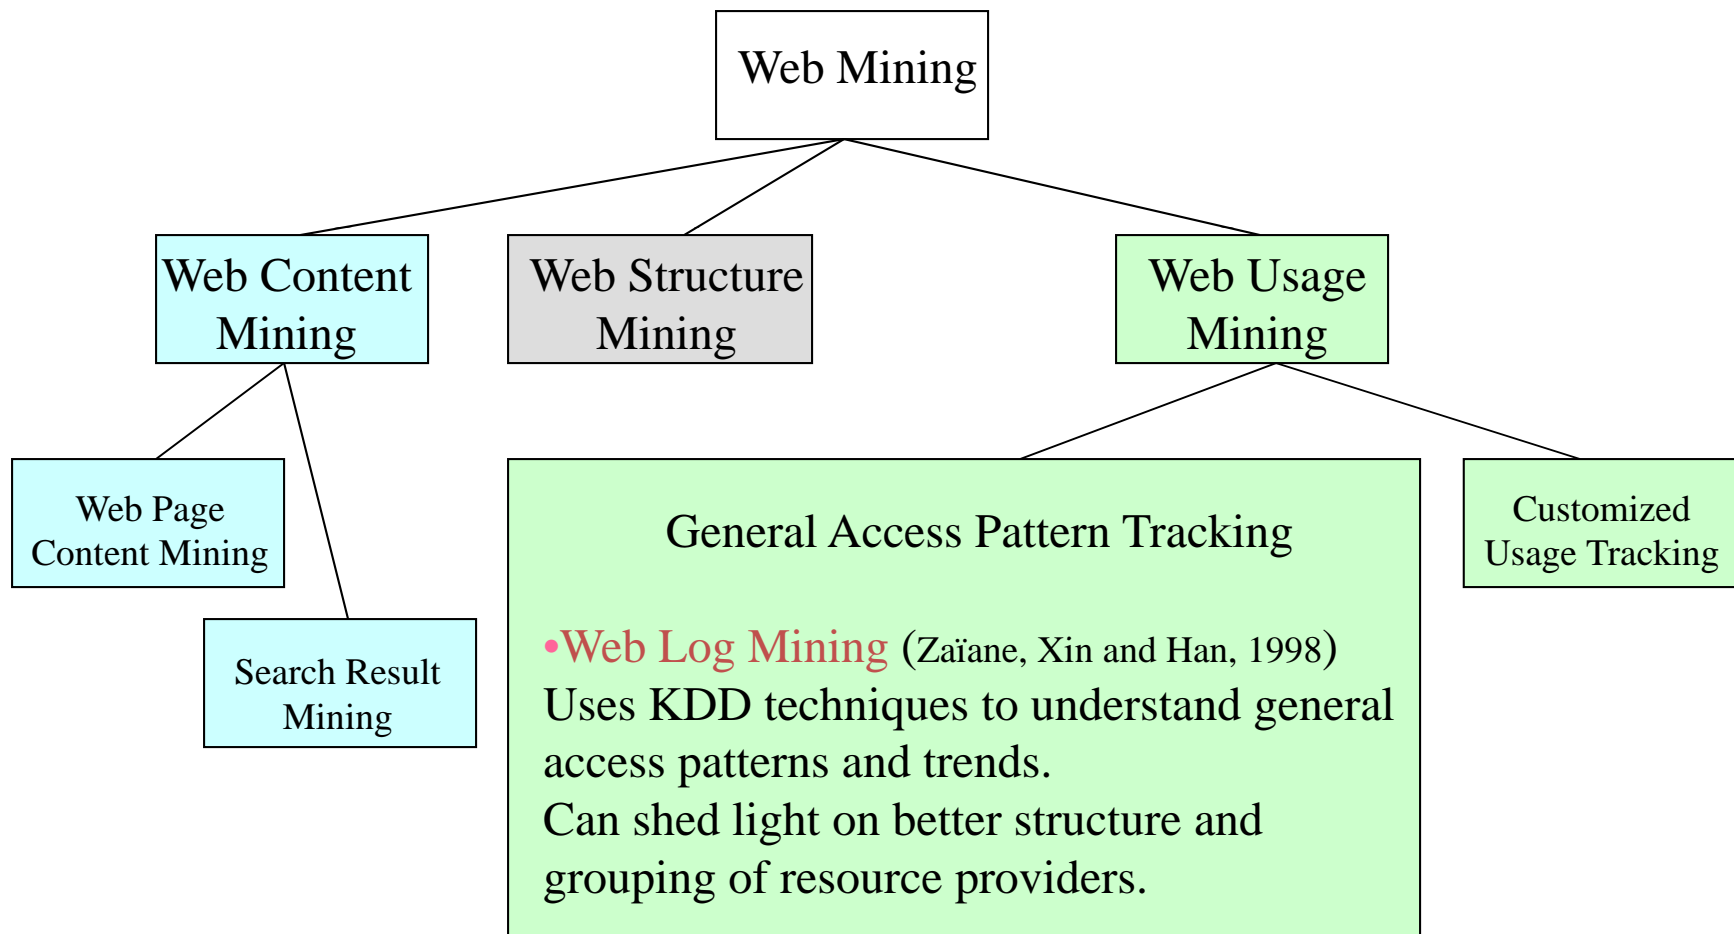 Web Mining
Web Content
Mining
Web Structure
Mining
Web Usage
Mining
Web Page
Content Mining
Search Result
Mining
General Access Pattern Tracking
•Web Log Mining (Zaïane, Xin and Han, 1998)
Uses KDD techniques to understand general
access patterns and trends.
Can shed light on better structure and
grouping of resource providers.
Customized
Usage Tracking